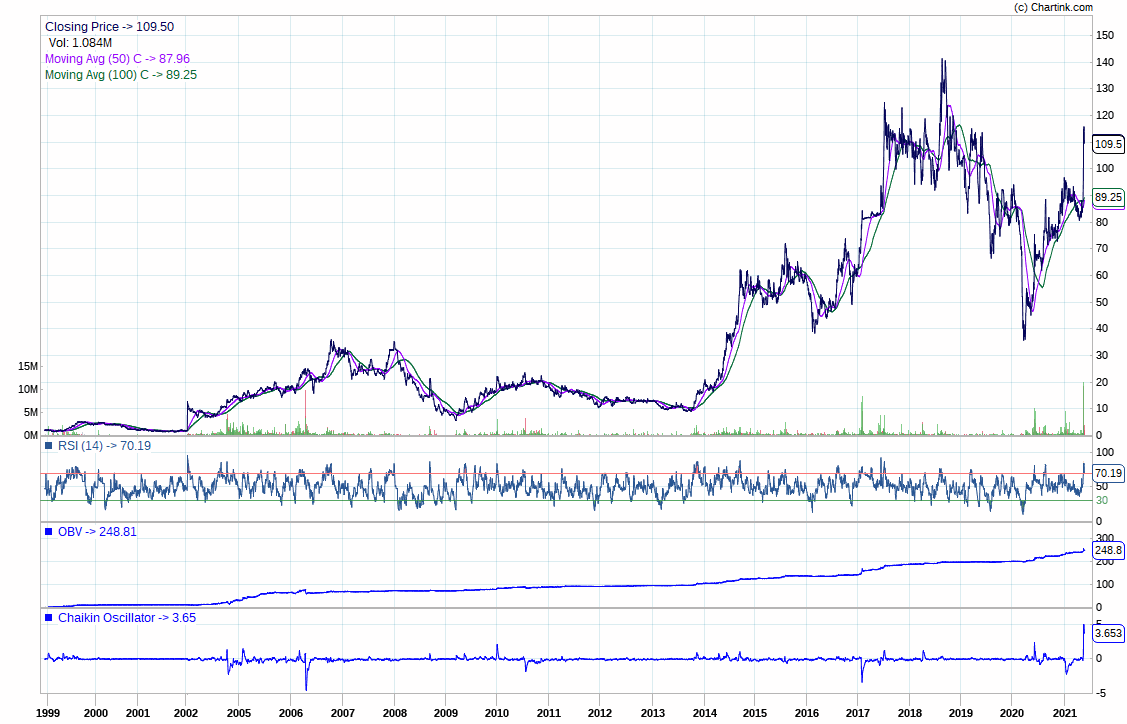 (c) Chartink.com
Closing Price -> 109.50
Vol: 1.084M
Moving Avg (50) C -> 87.96
Moving Avg (100) C -> 89.25
150
140
130
120
109.5
100
89.25
80
70
60
50
40
30
20
10
0
15M
10M
5M
0M
RSI (14) -> 70.19
100
70.19
50
30
0
OBV -> 248.81
300
248.8
200
100
0
Chaikin Oscillator -> 3.65
5
3.653
0
-5
1999 2000 2001 2002 2005 2006 2007 2008 2009 2010 2011 2012 2013 2014 2015 2016 2017 2018 2019 2020 2021